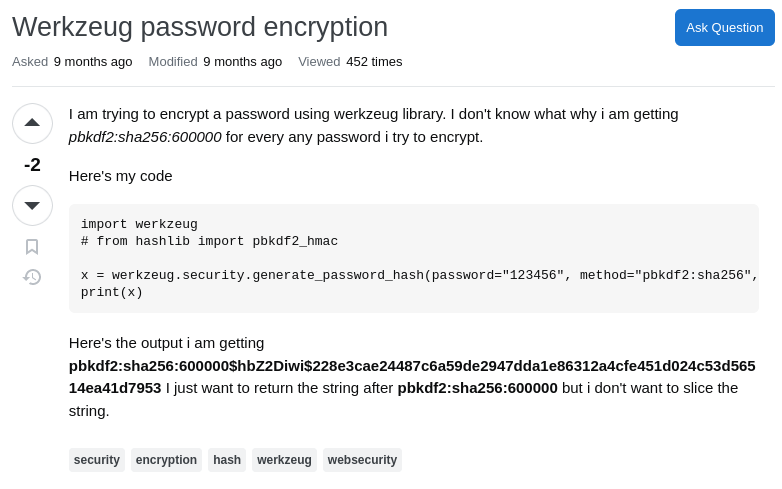 Werkzeug password encryption
Ask Question
Asked 9 months ago Modified 9 months ago Viewed 452 times
I am trying to encrypt a password using werkzeug library. I don't know what why i am getting
pbkdf2:sha256:600000 for every any password i try to encrypt.
-2
Here's my code
import werkzeug
# from hashlib import pbkdf2_hmac
x = werkzeug.security.generate_password_hash(password="123456", method="pbkdf2:sha256",
print(x)
Here's the output i am getting
pbkdf2:sha256:600000$hbZ2Diwi$228e3cae24487c6a59de2947dda1e86312a4cfe451d024c53d565
14ea41d7953 I just want to return the string after pbkdf2:sha256:600000 but i don't want to slice the
string.
security encryption hash werkzeug websecurity